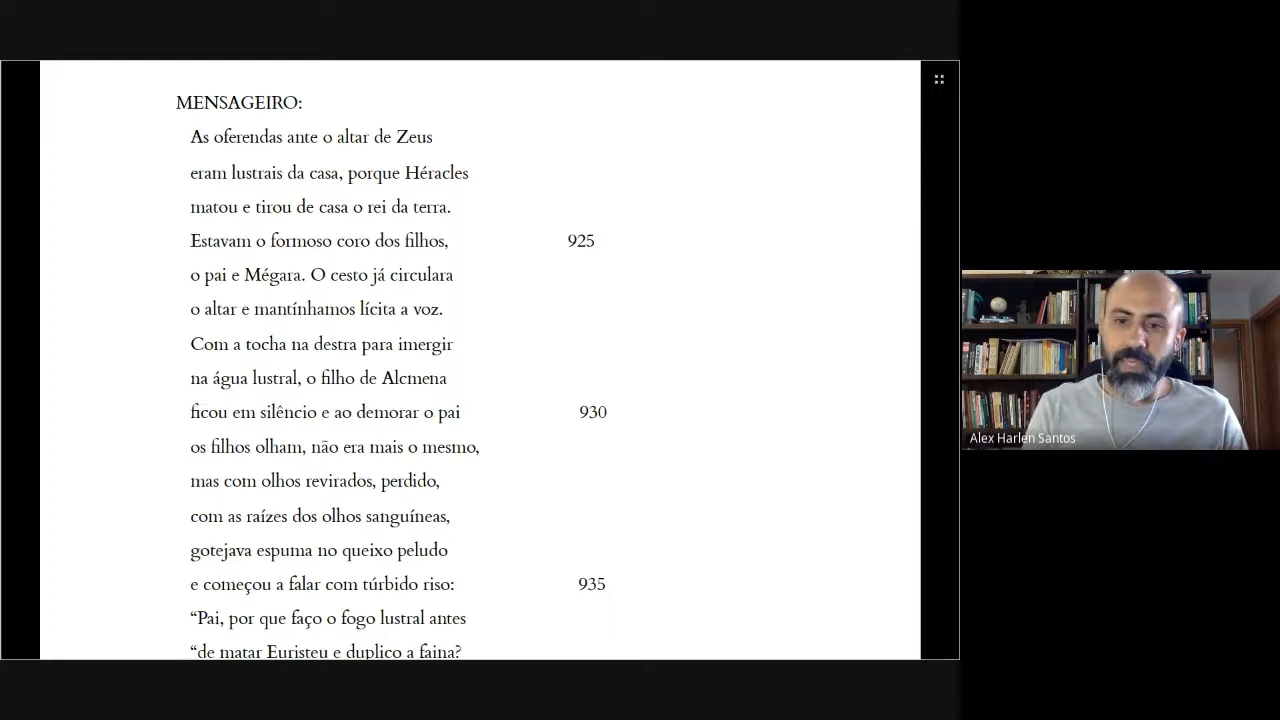 MENSAGEIRO:
As oferendas ante o altar de Zeus
eram lustrais da casa, porque Héracles
matou e tirou de casa o rei da terra.
Estavam o formoso coro dos filhos, 925
o pai e Mégara. O cesto já circulara
o altar e mantínhamos lícita a voz.
Com a tocha na destra para imergir
na água lustral, o filho de Alcmena
ficou em silêncio e ao demorar o pai 930
os filhos olham, não era mais o mesmo,
mas com olhos revirados, perdido,
com as raízes dos olhos sanguíneas,
gotejava espuma no queixo peludo
e começou a falar com túrbido riso: 935
“Pai, por que faço o fogo lustral antes
“de matar Euristeu e duplico a faina?
Alex Harlen Santos